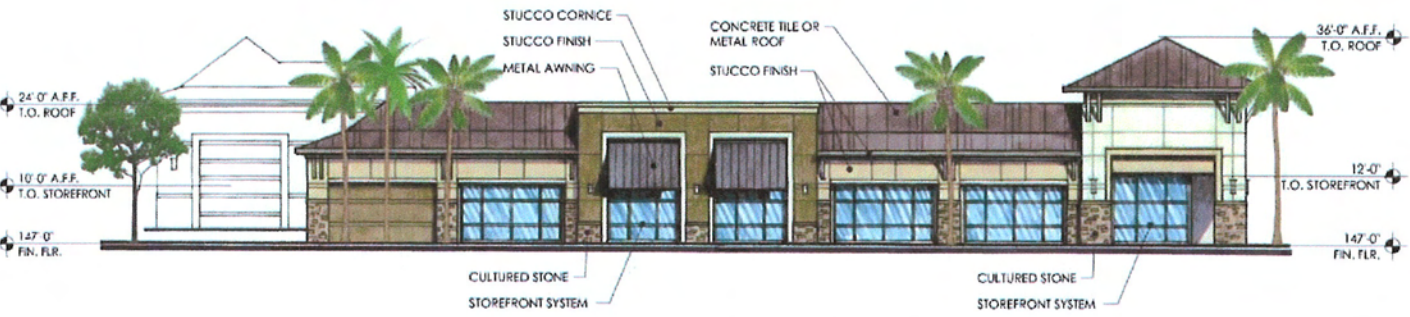 STUCCO CORNICE
STUCCO FINISH
METAL AWNING
CONCRETE TILE OR
METAL ROOF
STUCCO FINISH
36'-0" A.F.F.
T.O. ROOF
24'0" A.F.F.
T.O. ROOF
10'0" A.F.F.
T.O. STOREFRONT
12'-0"
T.O. STOREFRONT
147'0"
FIN. FLR.
147'-0"
FIN. FLR.
CULTURED STONE
STOREFRONT SYSTEM
CULTURED STONE
STOREFRONT SYSTEM